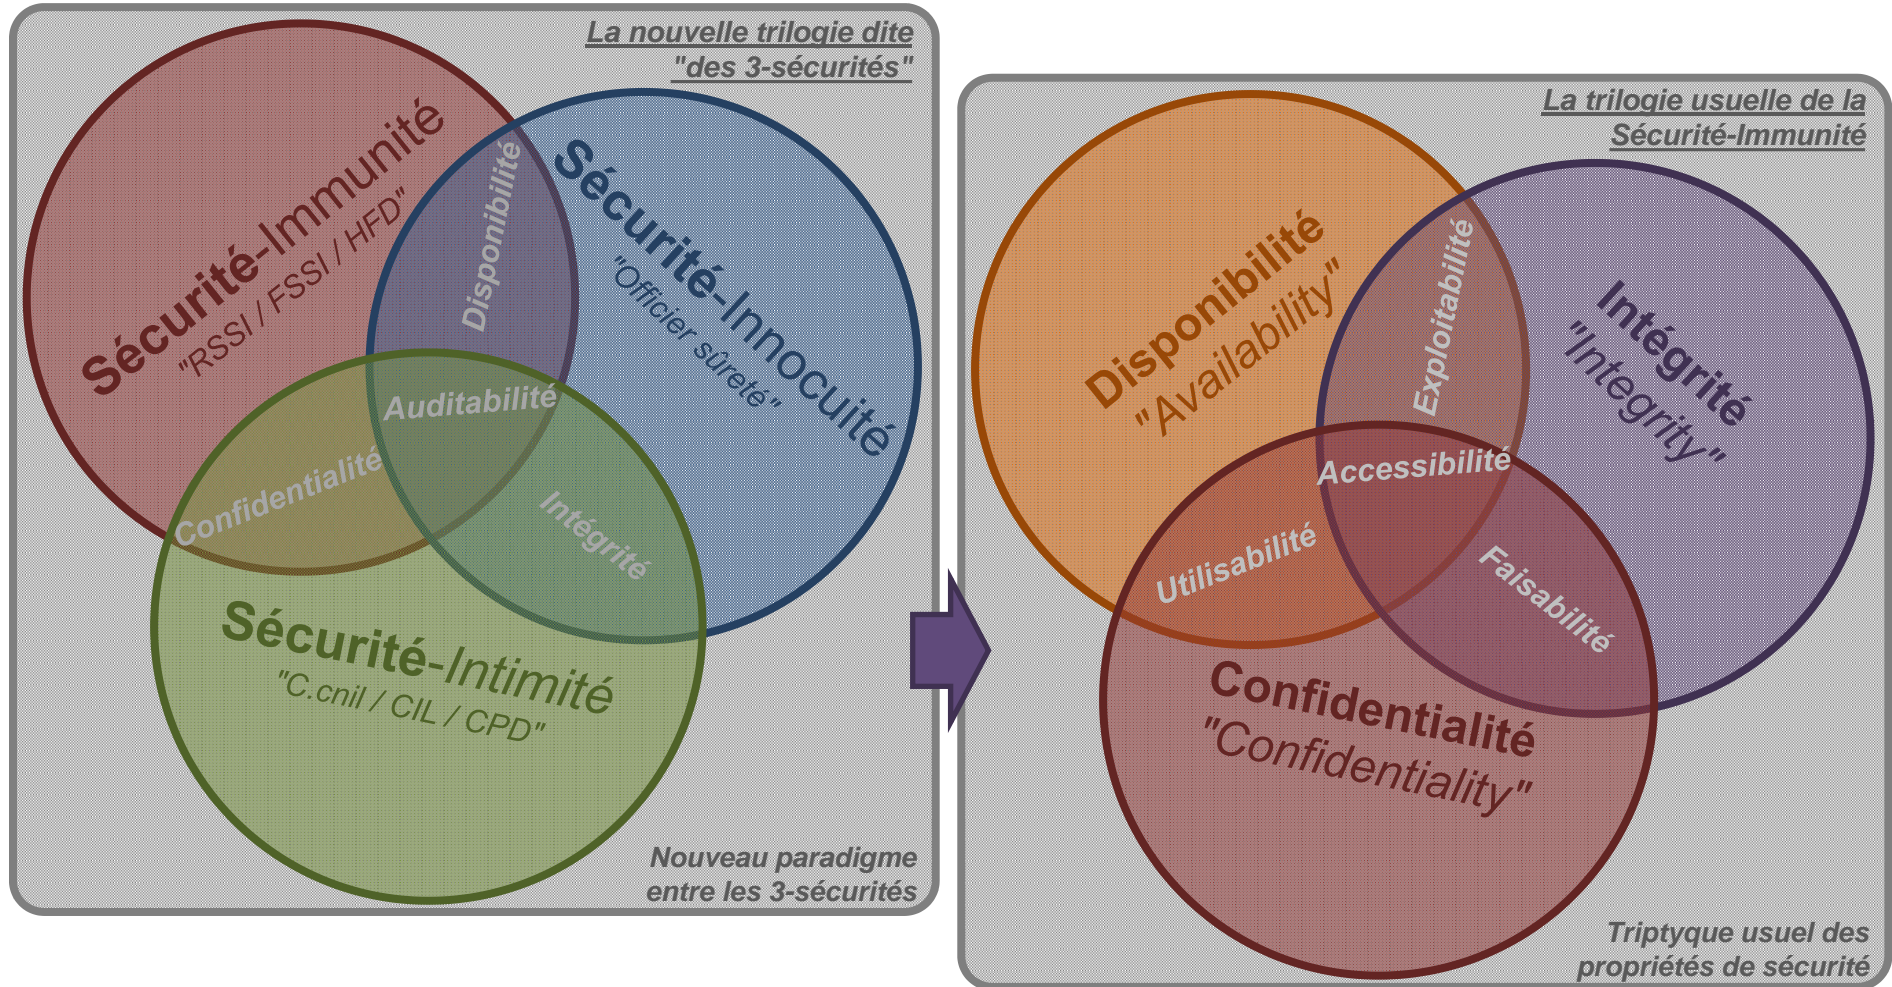 La nouvelle trilogie dite
"des 3-sécurités"
Sécurité-Immunité
"RSSI / FSSI / HFD"
Disponibilité
Sécurité-Innocuité
"Officier sûreté"
Auditabilité
Confidentialité
Intégrité
Sécurité-Intimité
"C.cnil / CIL / CPD"
Nouveau paradigme
entre les 3-sécurités
La trilogie usuelle de la
Sécurité-Immunité
Disponibilité
"Availability"
Exploitabilité
Intégrité
"Integrity"
Accessibilité
Utilisabilité
Faisabilité
Confidentialité
"Confidentiality"
Triptyque usuel des
propriétés de sécurité